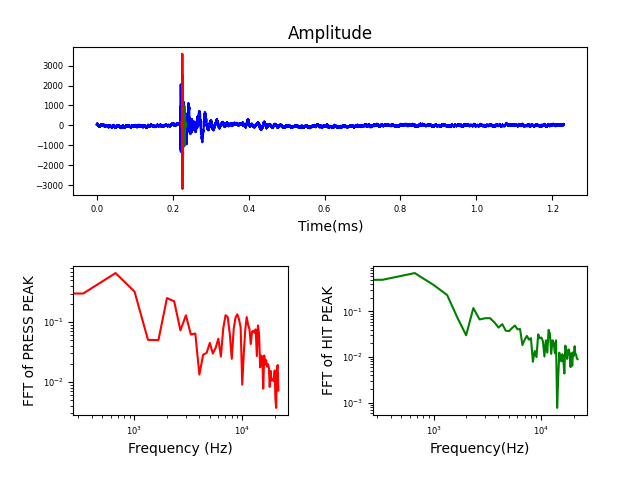 Amplitude
3000
2000
1000
0
−1000
−2000
−3000
0.0 0.2 0.4 0.6 0.8 1.0 1.2
Time(ms)
FFT of PRESS PEAK
10⁻¹
10⁻²
10³ 10⁴
Frequency (Hz)
FFT of HIT PEAK
10⁻¹
10⁻²
10⁻³
10³ 10⁴
Frequency(Hz)